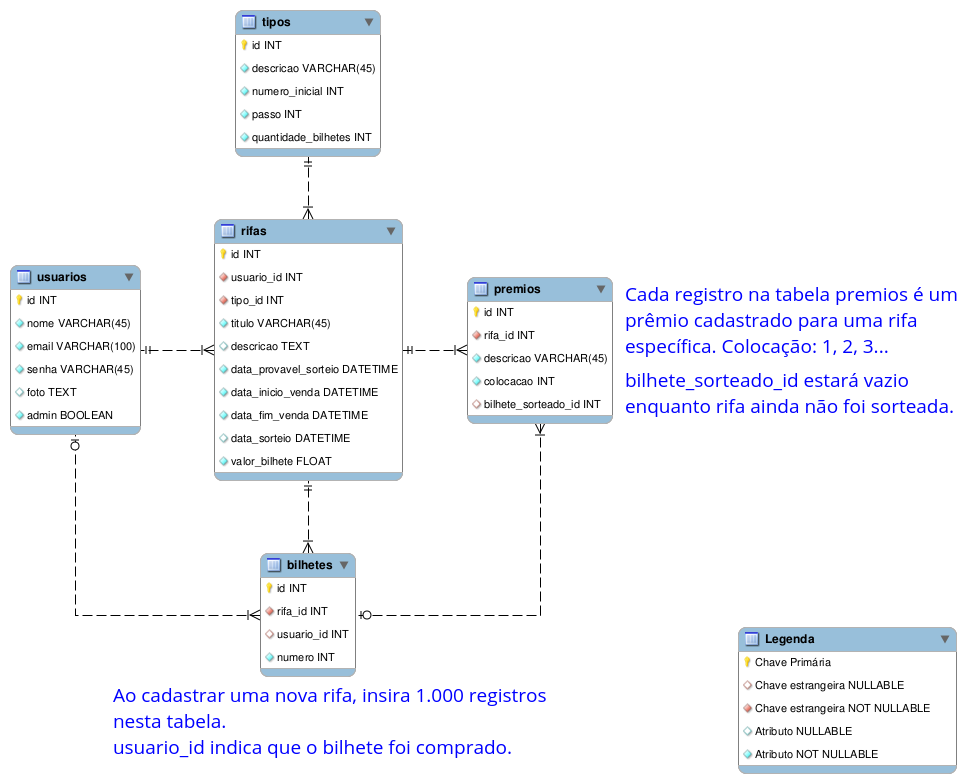 tipos
id INT
descricao VARCHAR(45)
numero_inicial INT
passo INT
quantidade_bilhetes INT
rifas
id INT
usuario_id INT
tipo_id INT
titulo VARCHAR(45)
descricao TEXT
data_provavel_sorteio DATETIME
data_inicio_venda DATETIME
data_fim_venda DATETIME
data_sorteio DATETIME
valor_bilhete FLOAT
usuarios
id INT
nome VARCHAR(45)
email VARCHAR(100)
senha VARCHAR(45)
foto TEXT
admin BOOLEAN
premios
id INT
rifa_id INT
descricao VARCHAR(45)
colocacao INT
bilhete_sorteado_id INT
Cada registro na tabela premios é um
prêmio cadastrado para uma rifa
específica. Colocação: 1, 2, 3...
bilhete_sorteado_id estará vazio
enquanto rifa ainda não foi sorteada.
bilhetes
id INT
rifa_id INT
usuario_id INT
numero INT
Ao cadastrar uma nova rifa, insira 1.000 registros
nesta tabela.
usuario_id indica que o bilhete foi comprado.
Legenda
Chave Primária
Chave estrangeira NULLABLE
Chave estrangeira NOT NULLABLE
Atributo NULLABLE
Atributo NOT NULLABLE